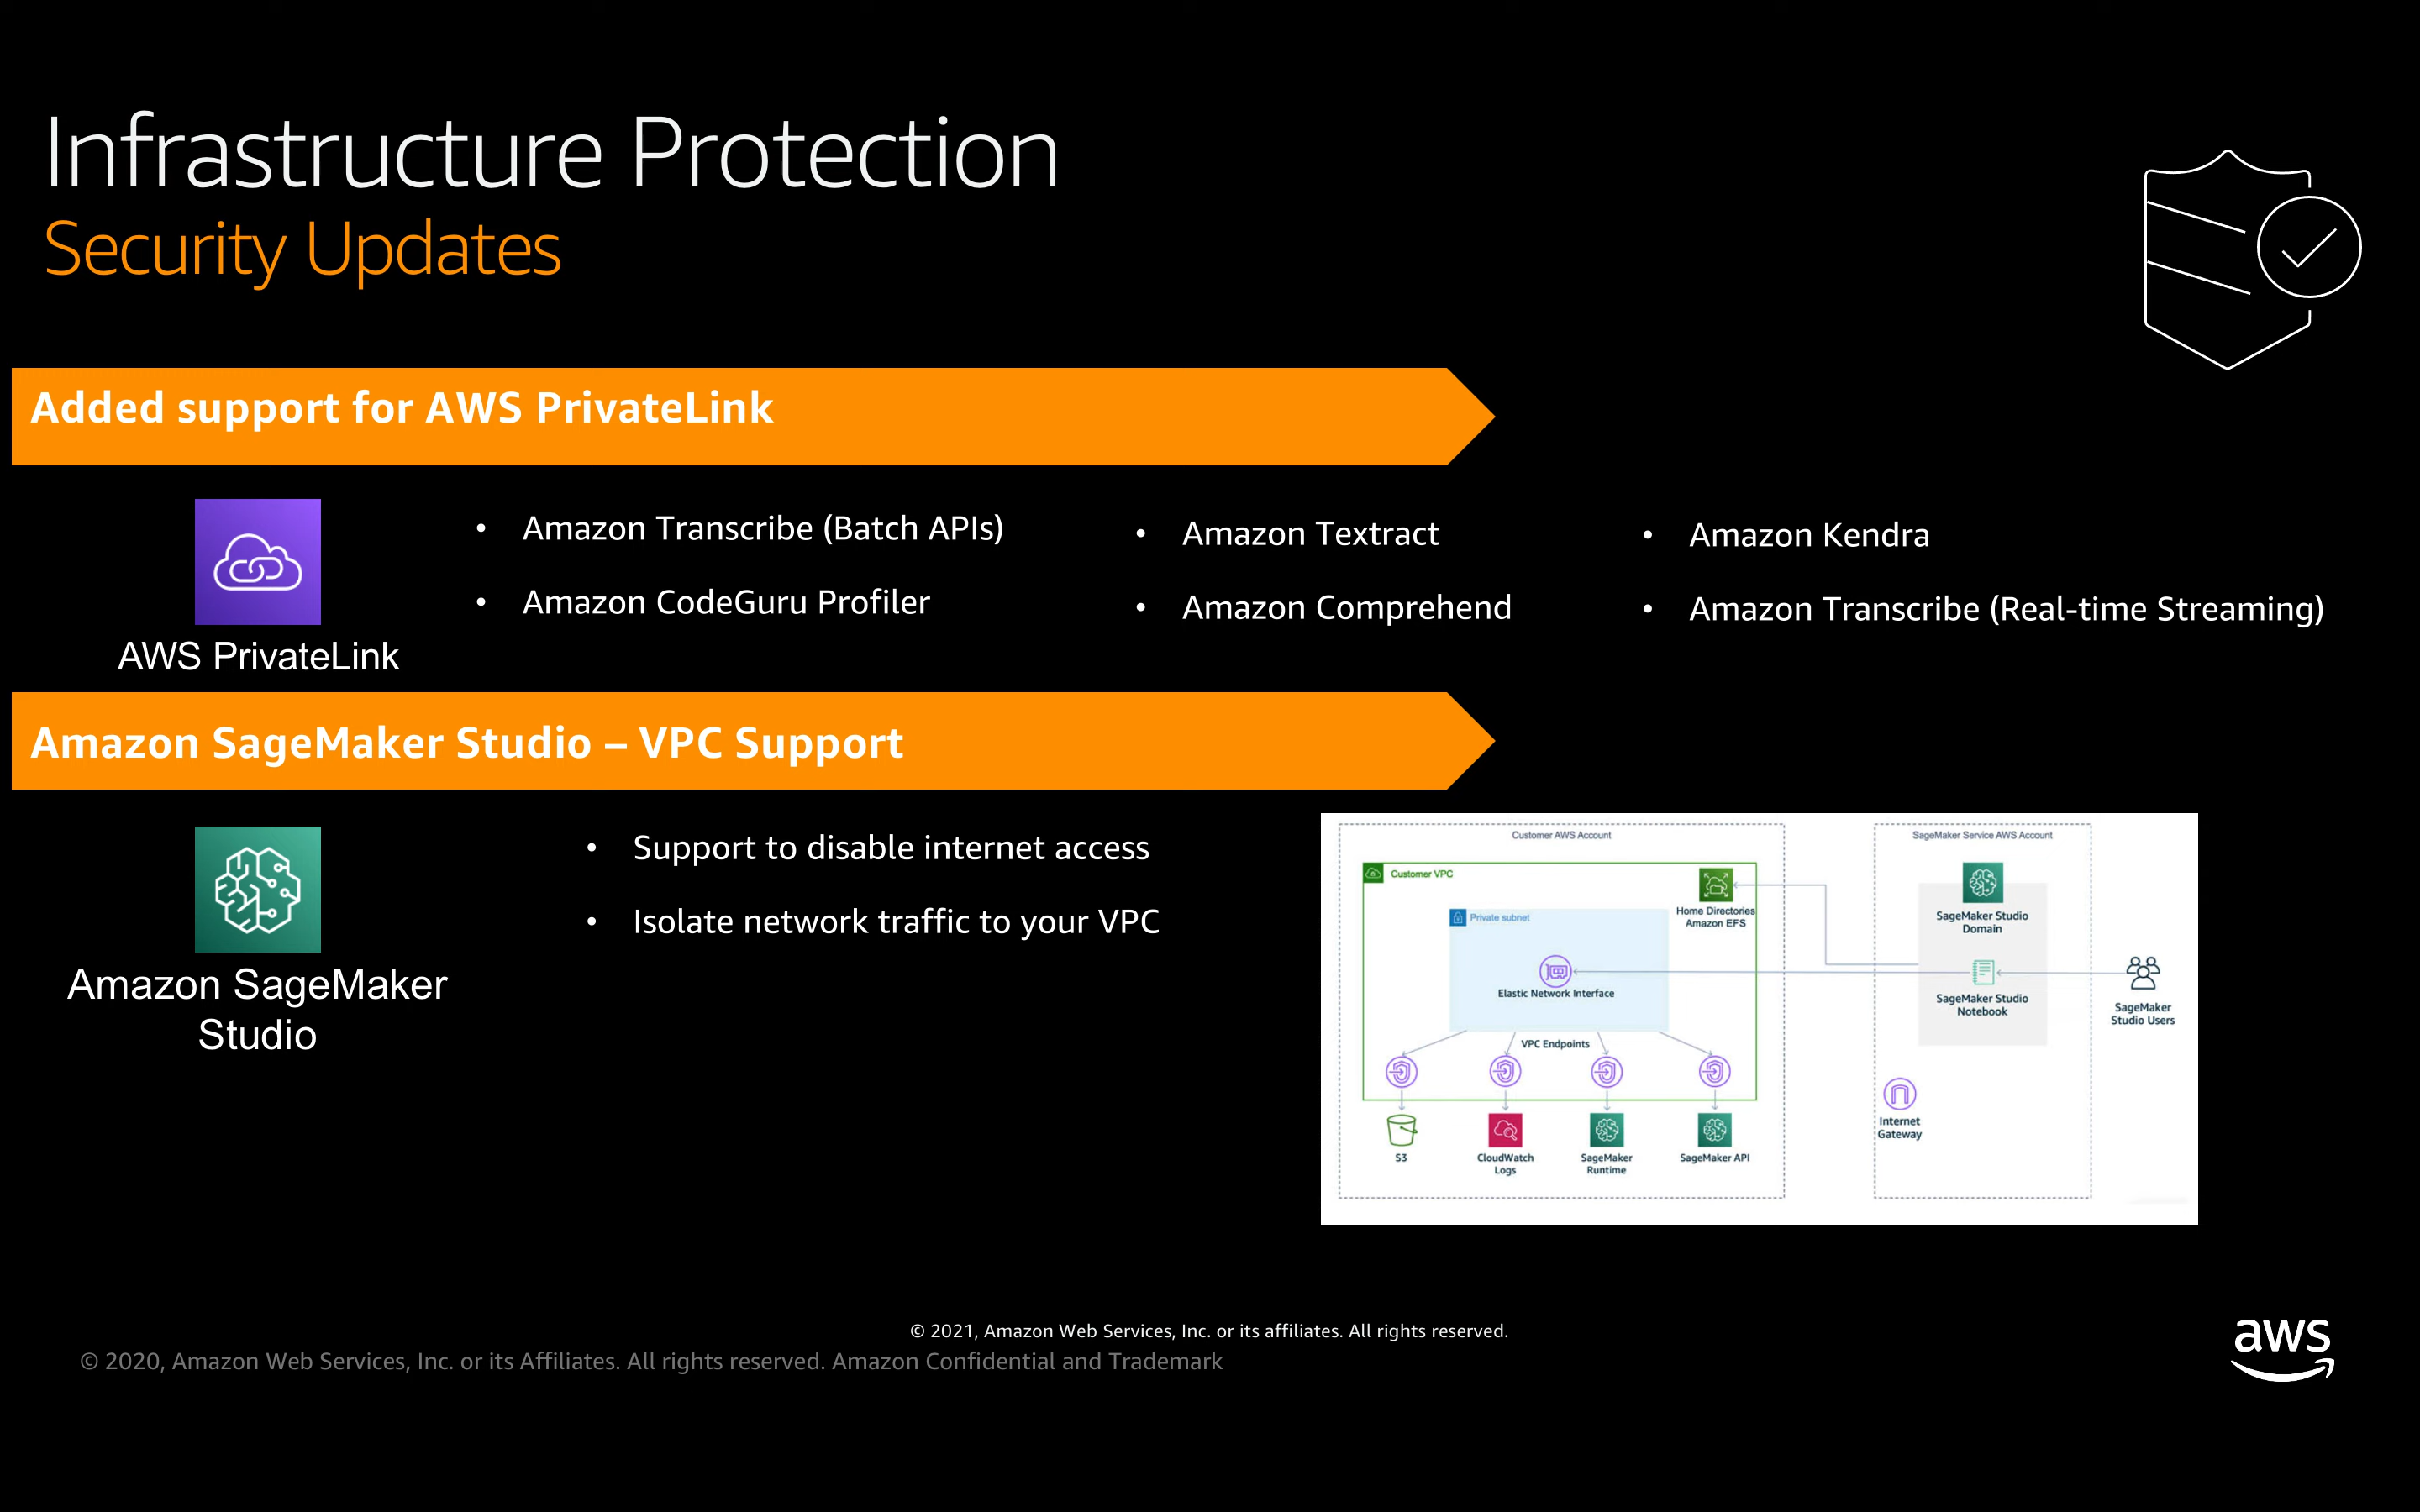 Infrastructure Protection
Security Updates
Added support for AWS PrivateLink
AWS PrivateLink
• Amazon Transcribe (Batch APIs)
• Amazon CodeGuru Profiler
• Amazon Textract
• Amazon Comprehend
• Amazon Kendra
• Amazon Transcribe (Real-time Streaming)
Amazon SageMaker Studio – VPC Support
Amazon SageMaker
Studio
• Support to disable internet access
• Isolate network traffic to your VPC
Customer AWS Account
Customer VPC
Home Directories
Amazon EFS
Private subnet
Elastic Network Interface
VPC Endpoints
S3
CloudWatch
Logs
SageMaker
Runtime
SageMaker API
SageMaker Service AWS Account
SageMaker Studio
Domain
SageMaker Studio
Notebook
SageMaker
Studio Users
Internet
Gateway
© 2021, Amazon Web Services, Inc. or its affiliates. All rights reserved.
© 2020, Amazon Web Services, Inc. or its Affiliates. All rights reserved. Amazon Confidential and Trademark
aws